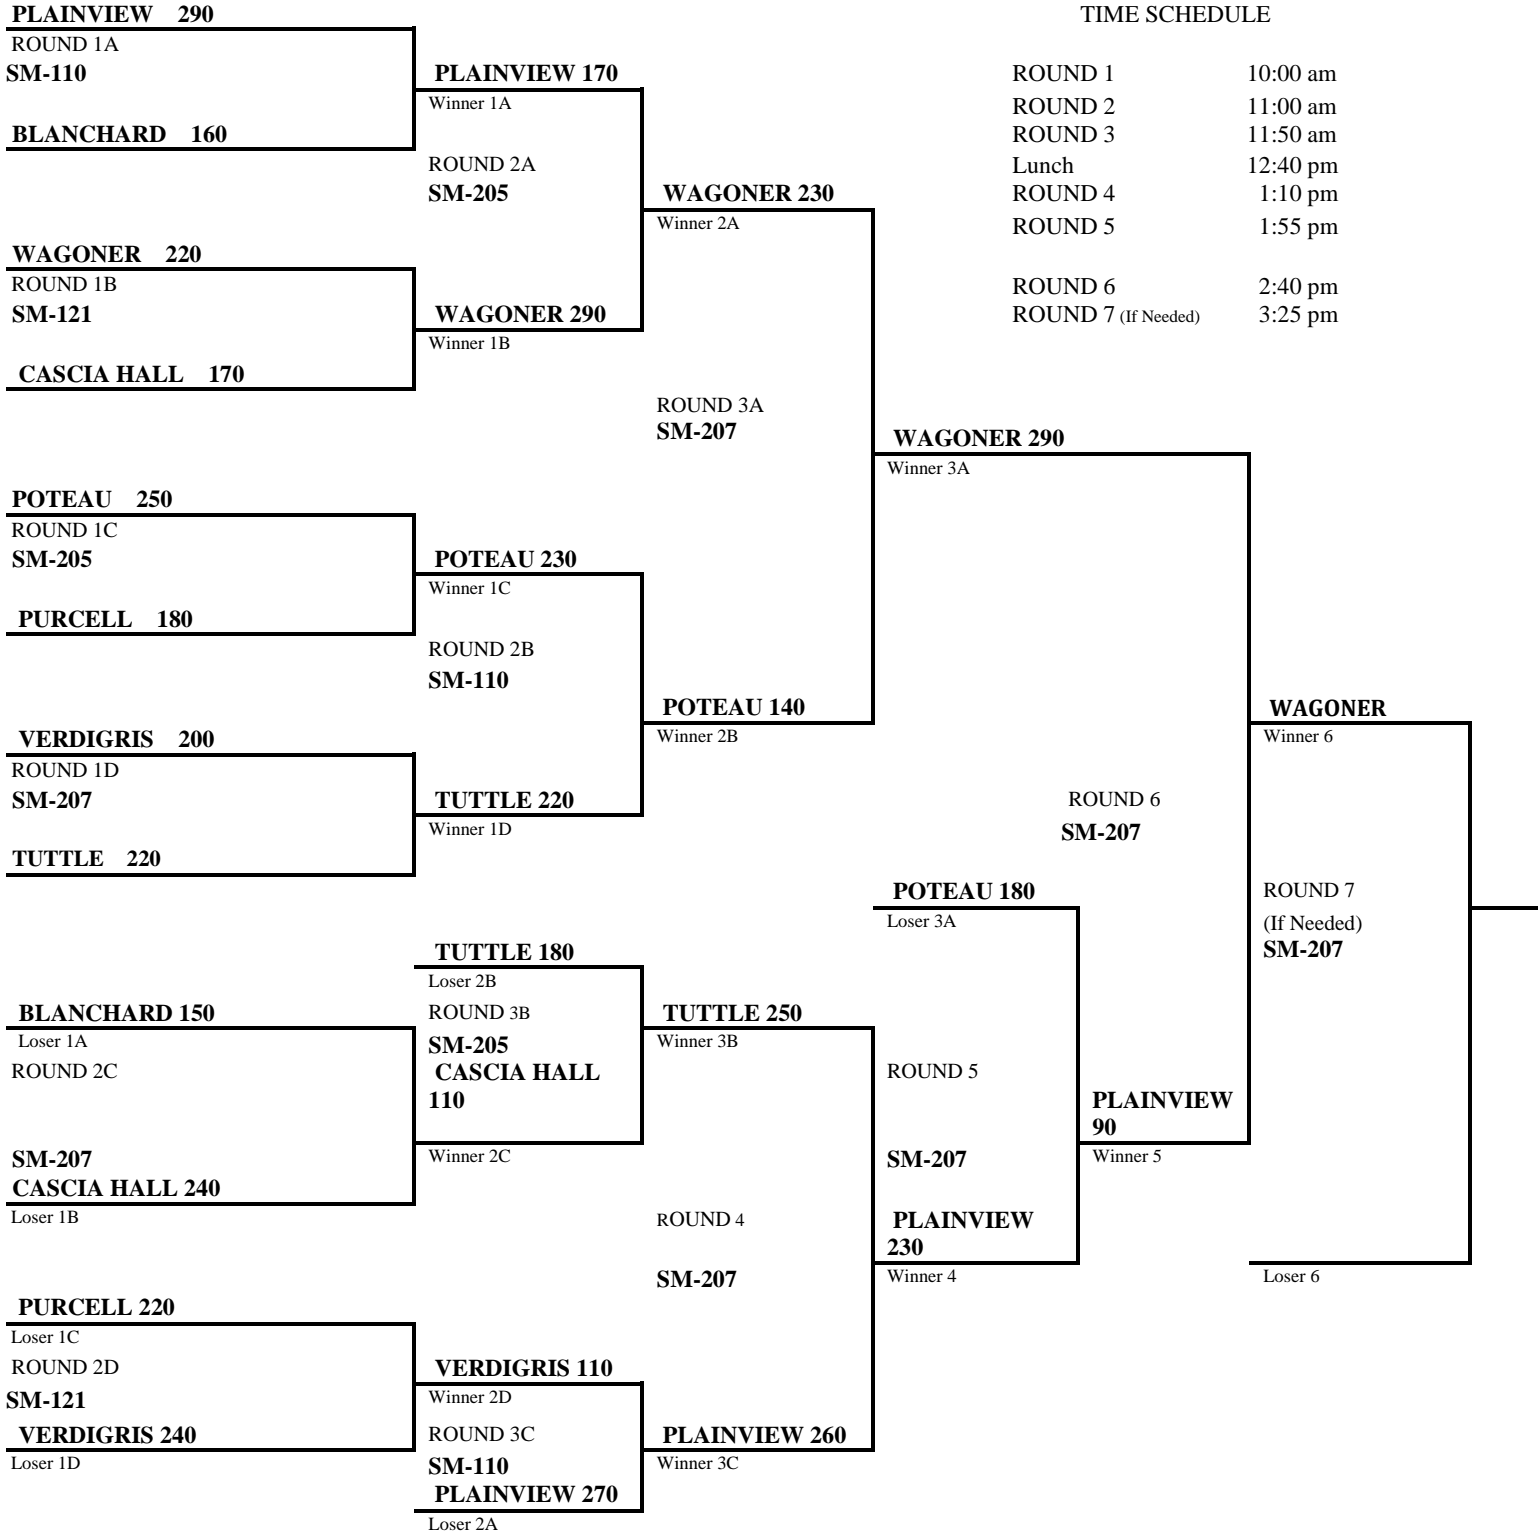 PLAINVIEW 290
ROUND 1A
SM-110
BLANCHARD 160
WAGONER 220
ROUND 1B
SM-121
CASCIA HALL 170
POTEAU 250
ROUND 1C
SM-205
PURCELL 180
VERDIGRIS 200
ROUND 1D
SM-207
TUTTLE 220
BLANCHARD 150
Loser 1A
ROUND 2C
SM-207
CASCIA HALL 240
Loser 1B
PURCELL 220
Loser 1C
ROUND 2D
SM-121
VERDIGRIS 240
Loser 1D
PLAINVIEW 170
Winner 1A
ROUND 2A
SM-205
WAGONER 290
Winner 1B
POTEAU 230
Winner 1C
ROUND 2B
SM-110
TUTTLE 220
Winner 1D
TUTTLE 180
Loser 2B
ROUND 3B
SM-205
CASCIA HALL
110
Winner 2C
VERDIGRIS 110
Winner 2D
ROUND 3C
SM-110
PLAINVIEW 270
Loser 2A
WAGONER 230
Winner 2A
ROUND 3A
SM-207
POTEAU 140
Winner 2B
TUTTLE 250
Winner 3B
ROUND 4
SM-207
PLAINVIEW 260
Winner 3C
WAGONER 290
Winner 3A
POTEAU 180
Loser 3A
ROUND 5
SM-207
PLAINVIEW
230
Winner 4
ROUND 6
SM-207
PLAINVIEW
90
Winner 5
WAGONER
Winner 6
ROUND 7
(If Needed)
SM-207
Loser 6
TIME SCHEDULE
ROUND 1 10:00 am
ROUND 2 11:00 am
ROUND 3 11:50 am
Lunch 12:40 pm
ROUND 4 1:10 pm
ROUND 5 1:55 pm
ROUND 6 2:40 pm
ROUND 7 (If Needed) 3:25 pm